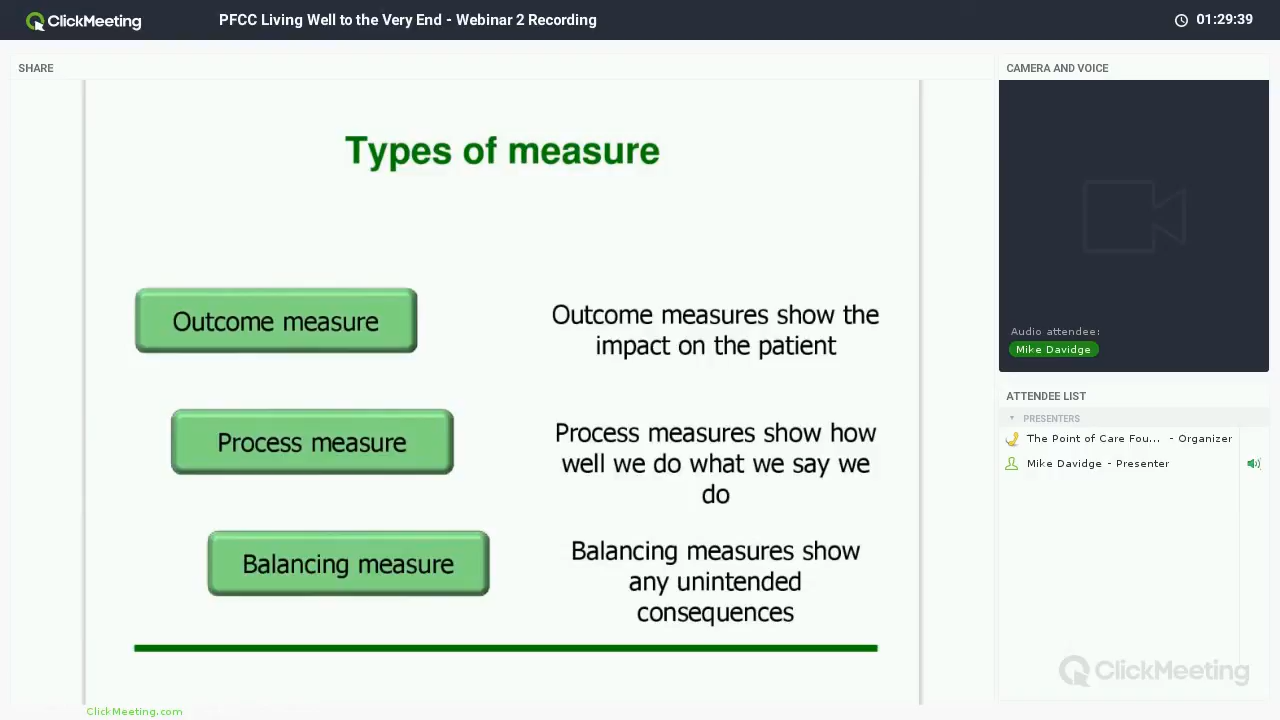 ClickMeeting
PFCC Living Well to the Very End - Webinar 2 Recording
01:29:39
SHARE
Types of measure
Outcome measure
Outcome measures show the
impact on the patient
Process measure
Process measures show how
well we do what we say we
do
Balancing measure
Balancing measures show
any unintended
consequences
ClickMeeting.com
CAMERA AND VOICE
Audio attendee:
Mike Davidge
ATTENDEE LIST
PRESENTERS
The Point of Care Fou... - Organizer
Mike Davidge - Presenter
ClickMeeting